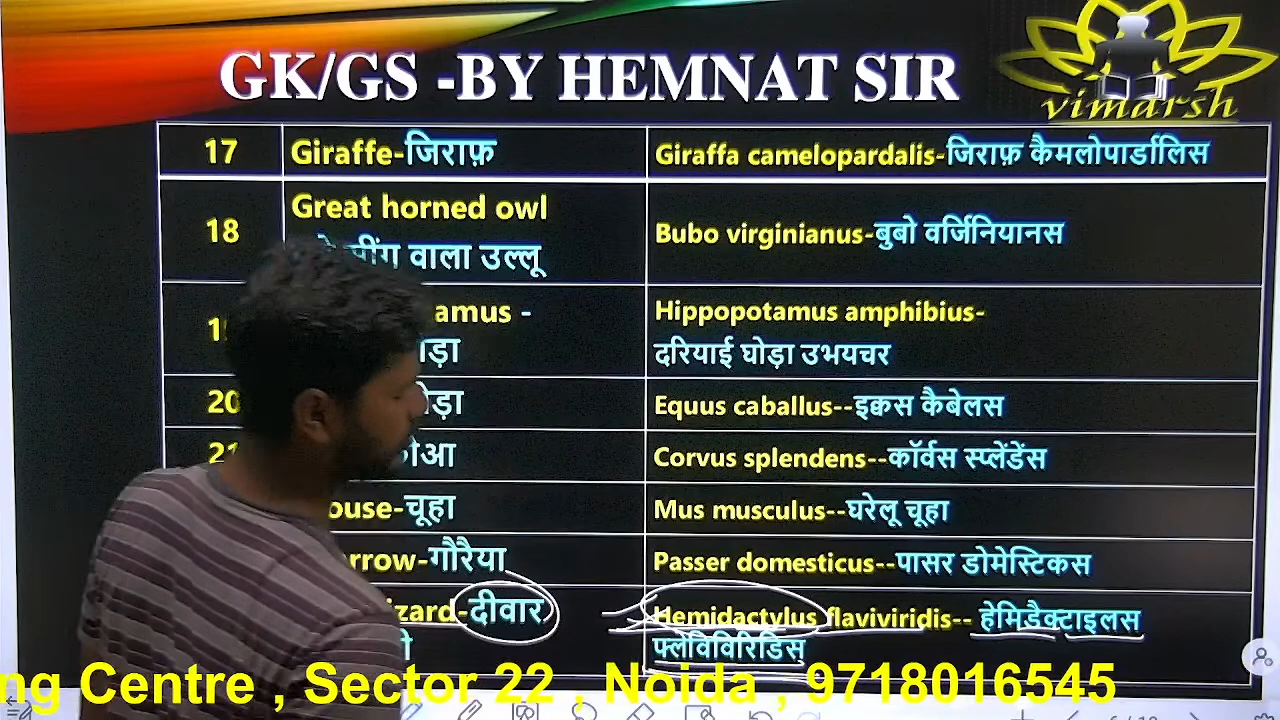 GK/GS -BY HEMNAT SIR
vimarsh
17 Giraffe-जिराफ़ Giraffa camelopardalis-जिराफ़ कैमलोपार्डालिस
18 Great horned owl
सींग वाला उल्लू Bubo virginianus-बुबो वर्जिनियानस
amus - Hippopotamus amphibius-
दरियाई घोड़ा उभयचर
20 Equus caballus--इक्वस कैबेलस
Corvus splendens--कॉर्वस स्प्लेंडेंस
ouse-चूहा Mus musculus--घरेलू चूहा
rrow-गौरैया Passer domesticus--पासर डोमेस्टिकस
izard-दीवार Hemidactylus flaviviridis-- हेमिडैक्टाइलस
फ्लेविविरिडिस
ng Centre , Sector 22 , Noida , 9718016545